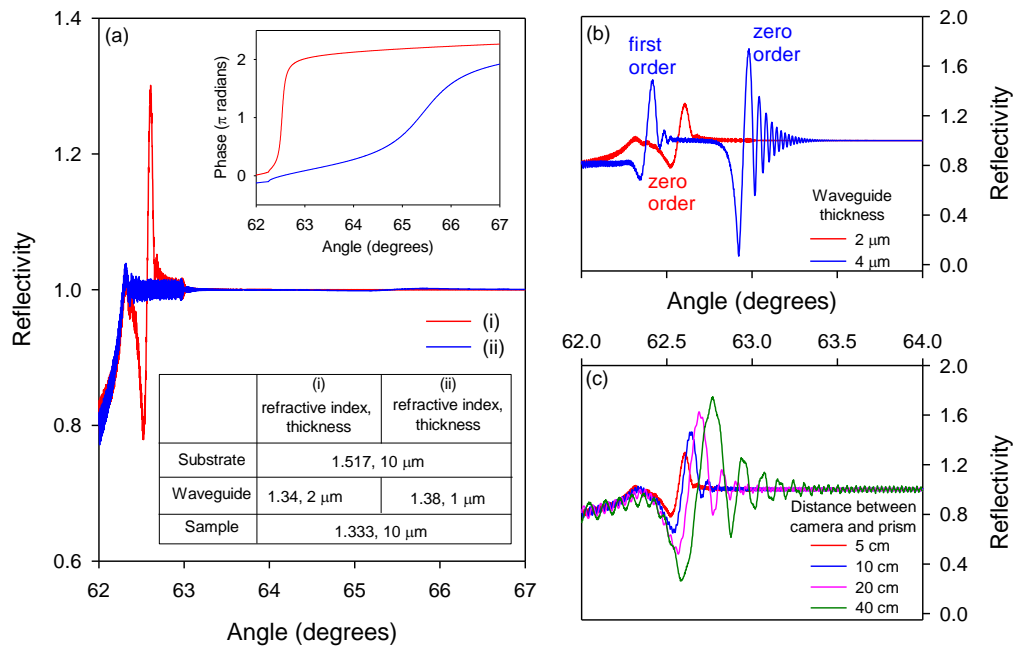 (a)
1.4
1.2
1.0
0.8
0.6
Reflectivity
62 63 64 65 66 67
Angle (degrees)
Phase (π radians)
2
1
0
62 63 64 65 66 67
Angle (degrees)
(i)
(ii)
(i)
refractive index,
thickness
(ii)
refractive index,
thickness
Substrate
1.517, 10 μm
Waveguide
1.34, 2 μm
1.38, 1 μm
Sample
1.333, 10 μm
(b)
first
order
zero
order
zero
order
Waveguide
thickness
2 μm
4 μm
2.0
1.6
1.2
0.8
0.4
0.0
Reflectivity
Angle (degrees)
62.0 62.5 63.0 63.5 64.0
(c)
Distance between
camera and prism
5 cm
10 cm
20 cm
40 cm
2.0
1.6
1.2
0.8
0.4
0.0
Reflectivity